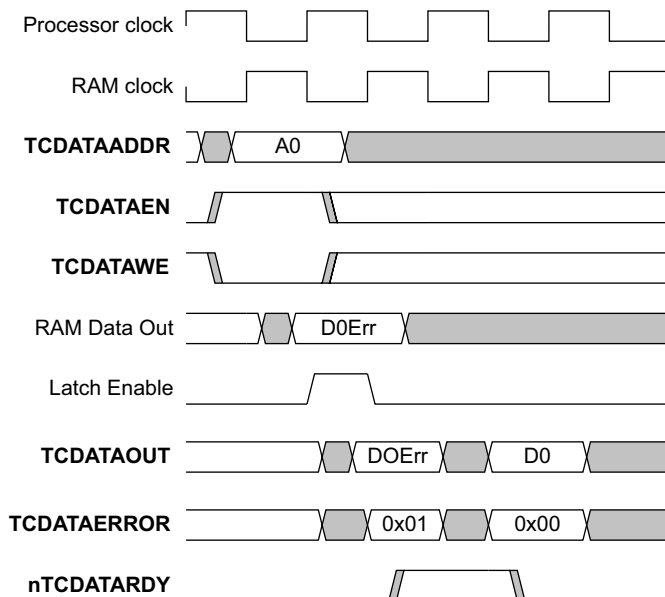 Processor clock
RAM clock
TCDATAADDR A0
TCDATAEN
TCDATAWE
RAM Data Out D0Err
Latch Enable
TCDATAOUT DOErr D0
TCDATAERROR 0x01 0x00
nTCDATARDY